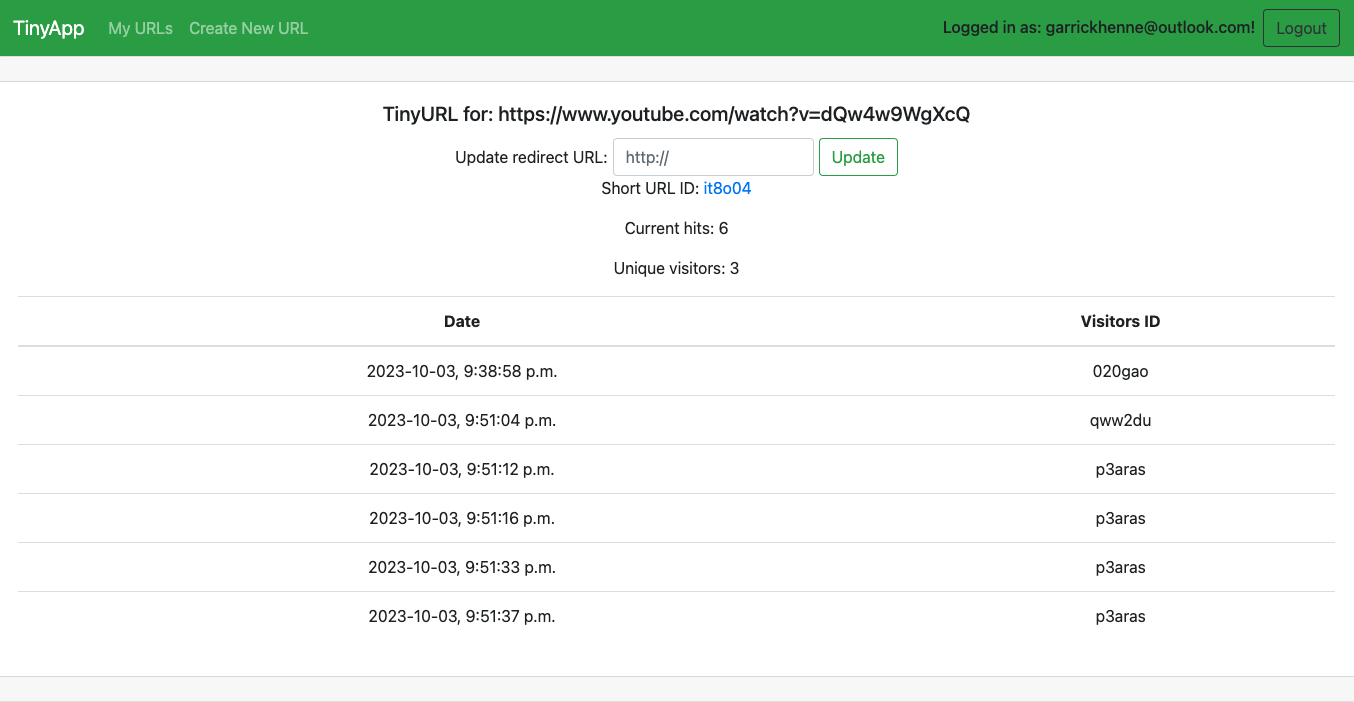 TinyApp My URLs Create New URL Logged in as: garrickhenne@outlook.com! Logout
TinyURL for: https://www.youtube.com/watch?v=dQw4w9WgXcQ
Update redirect URL: http:// Update
Short URL ID: it8o04
Current hits: 6
Unique visitors: 3
Date Visitors ID
2023-10-03, 9:38:58 p.m. 020gao
2023-10-03, 9:51:04 p.m. qww2du
2023-10-03, 9:51:12 p.m. p3aras
2023-10-03, 9:51:16 p.m. p3aras
2023-10-03, 9:51:33 p.m. p3aras
2023-10-03, 9:51:37 p.m. p3aras